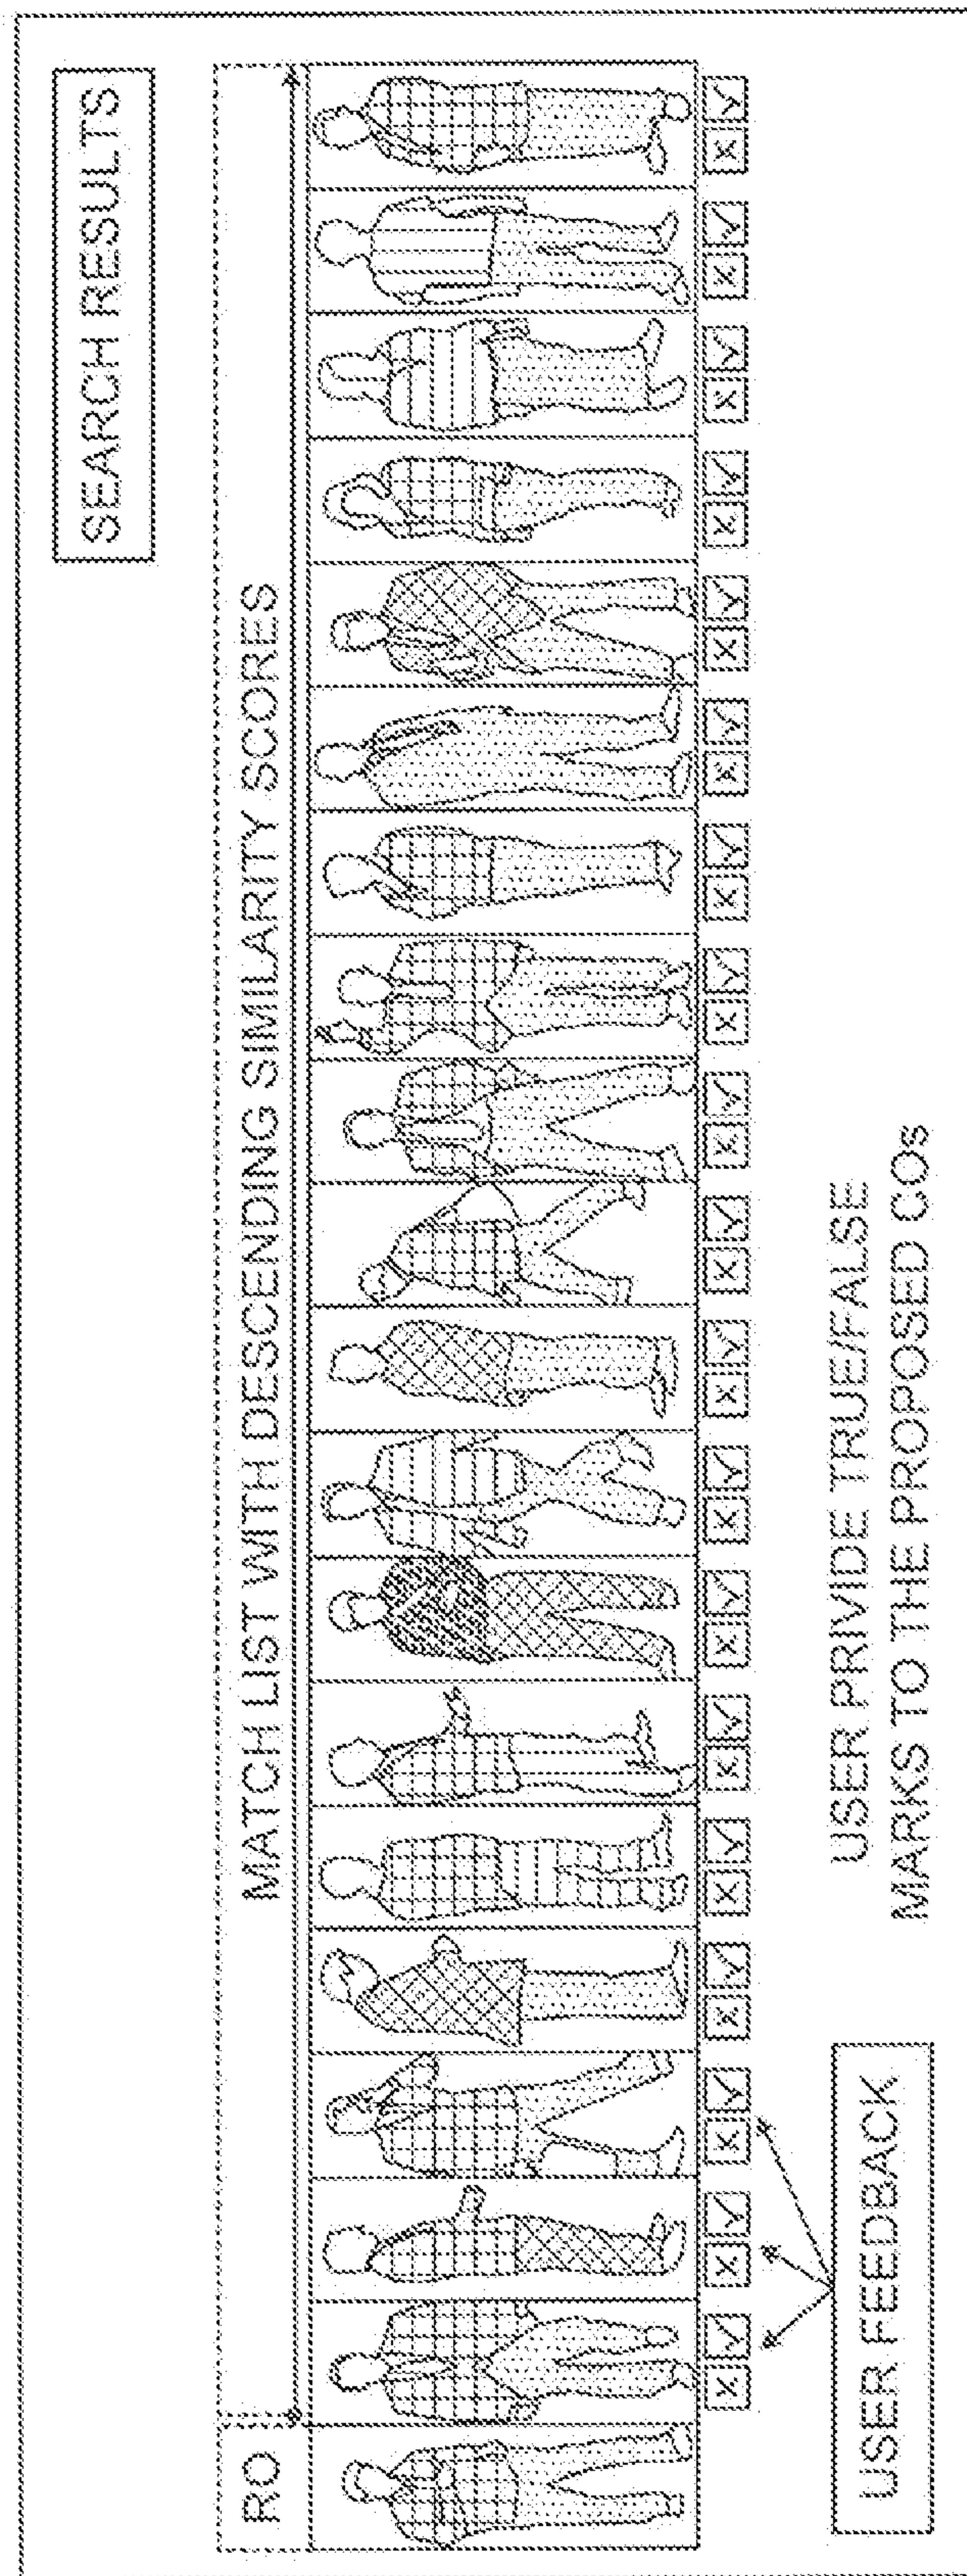 SEARCH RESULTS
RO
MATCH LIST WITH DESCENDING SIMILARITY SCORES
USER FEEDBACK
USER PRIVIDE TRUE/FALSE
MARKS TO THE PROPOSED COs